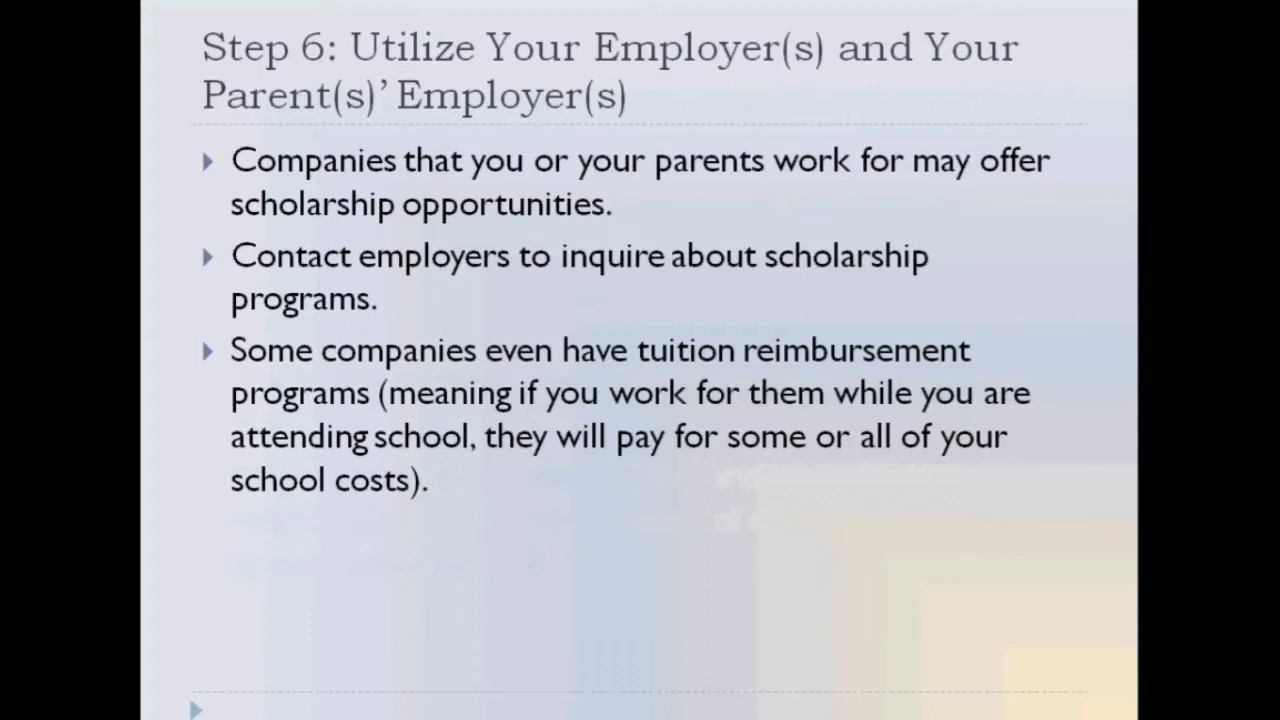 Step 6: Utilize Your Employer(s) and Your
Parent(s)’ Employer(s)
Companies that you or your parents work for may offer
scholarship opportunities.
Contact employers to inquire about scholarship
programs.
Some companies even have tuition reimbursement
programs (meaning if you work for them while you are
attending school, they will pay for some or all of your
school costs).